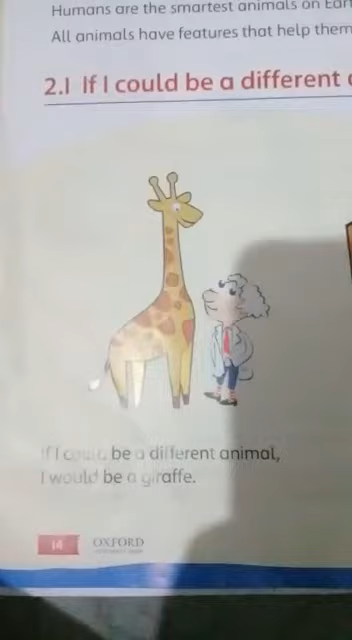 Humans are the smartest animals on
All animals have features that help them
2.1 If I could be a different
If I could be a different animal,
I would be a giraffe.
14
OXFORD